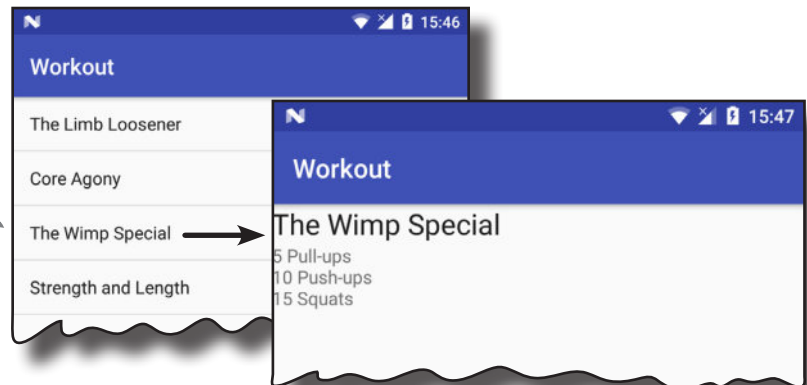 15:46
Workout
The Limb Loosener
Core Agony
The Wimp Special
Strength and Length
15:47
Workout
The Wimp Special
5 Pull-ups
10 Push-ups
15 Squats